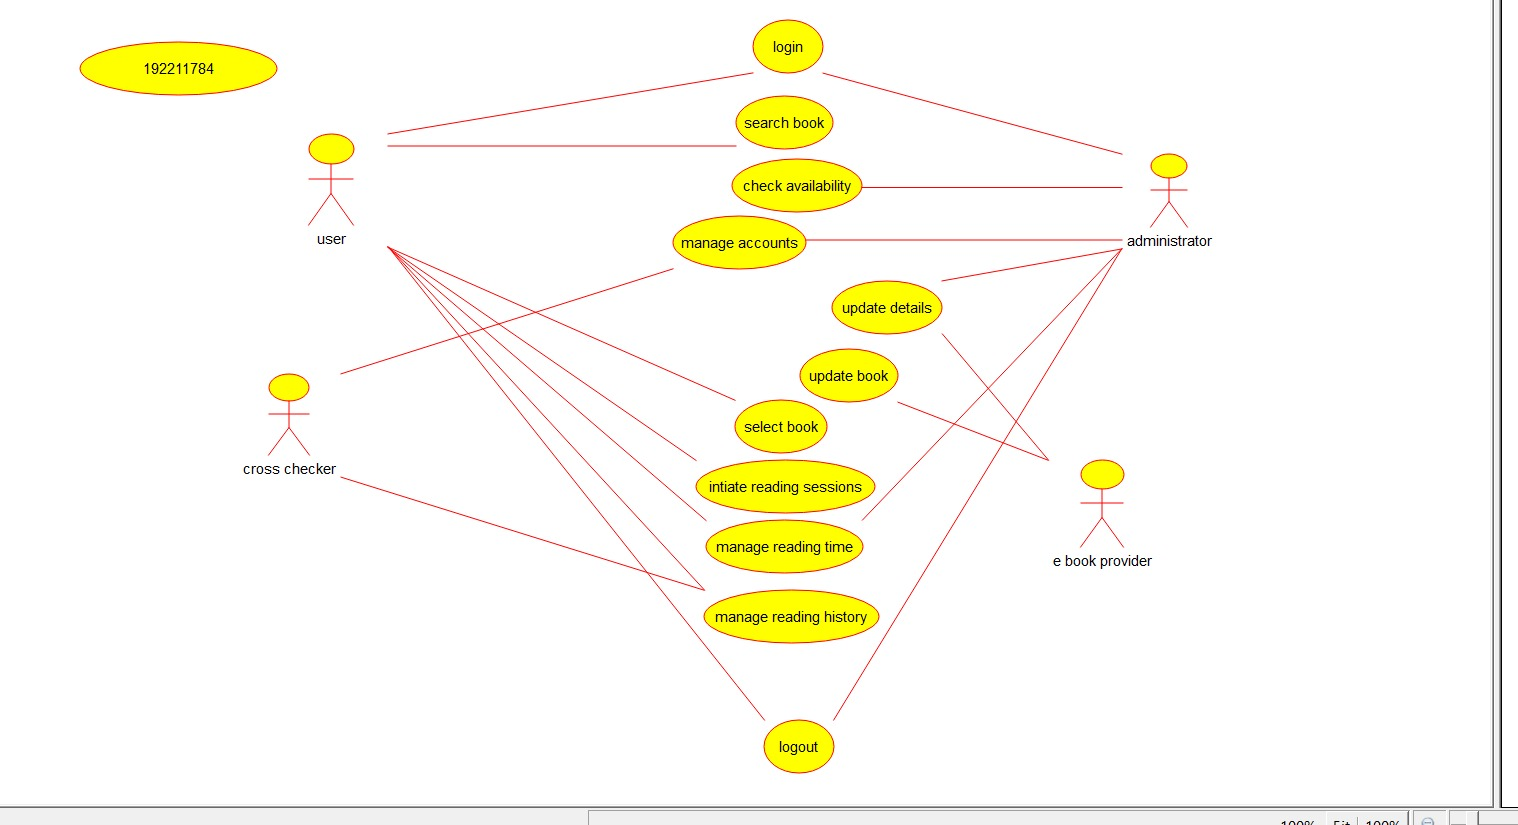 192211784
login
search book
check availability
manage accounts
user
administrator
update details
update book
select book
cross checker
intiate reading sessions
manage reading time
e book provider
manage reading history
logout